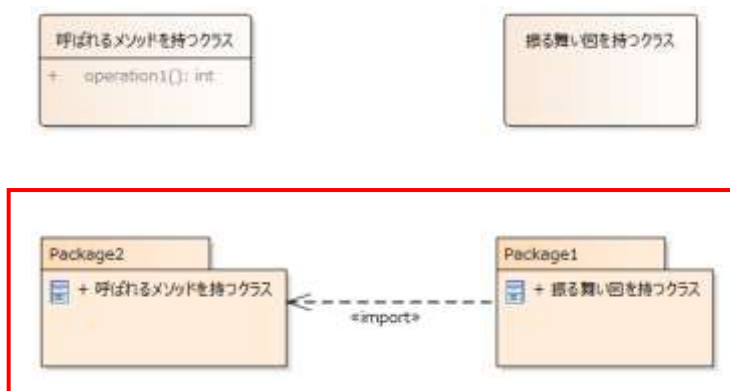 呼ばれるメソッドを持つクラス
振る舞い図を持つクラス
+ operation1(): int
Package2
Package1
+ 呼ばれるメソッドを持つクラス
+ 振る舞い図を持つクラス
«import»